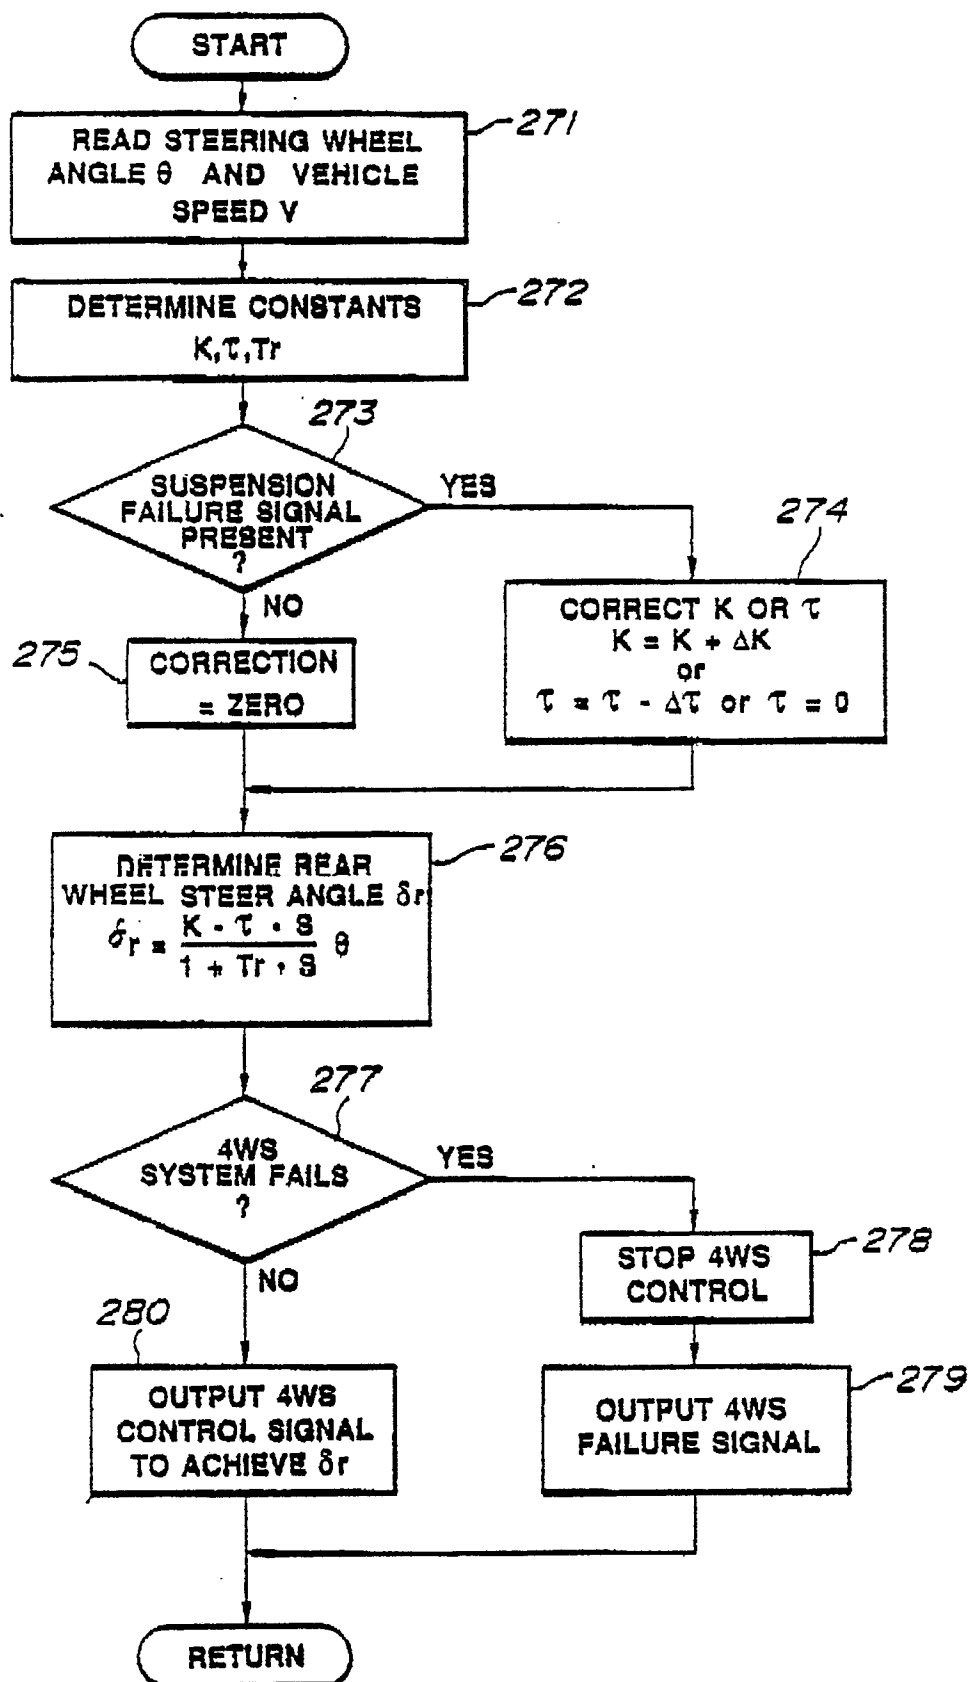 START
271
READ STEERING WHEEL
ANGLE θ AND VEHICLE
SPEED V
272
DETERMINE CONSTANTS
K, τ, Tr
273
SUSPENSION
FAILURE SIGNAL
PRESENT
?
YES
NO
274
CORRECT K OR τ
K = K + ΔK
or
τ = τ - Δτ or τ = 0
275
CORRECTION
= ZERO
276
DETERMINE REAR
WHEEL STEER ANGLE δr
δr = K - τ · S / 1 + Tr · S θ
277
4WS
SYSTEM FAILS
?
YES
NO
278
STOP 4WS
CONTROL
279
OUTPUT 4WS
FAILURE SIGNAL
280
OUTPUT 4WS
CONTROL SIGNAL
TO ACHIEVE δr
RETURN